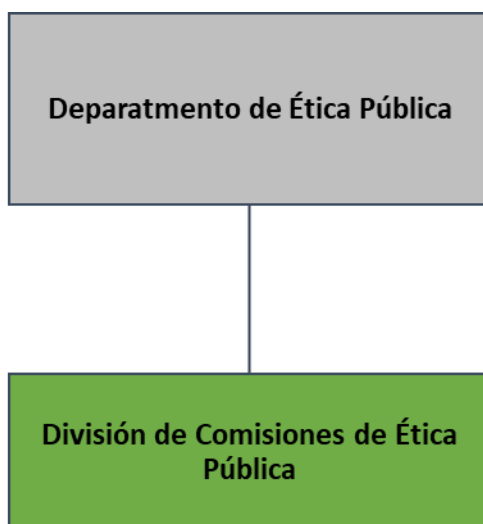 Deparatmento de Ética Pública
División de Comisiones de Ética
Pública